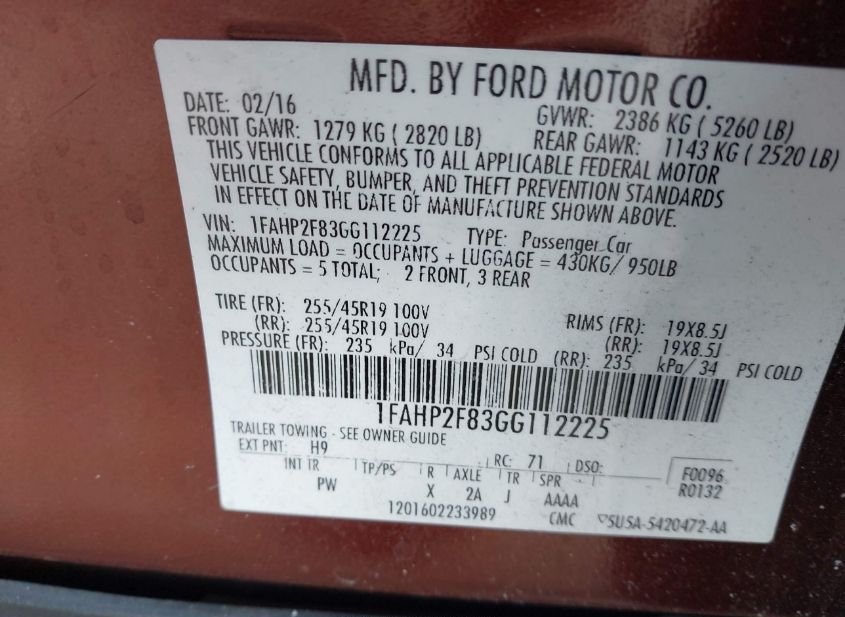 MFD. BY FORD MOTOR CO.
DATE: 02/16 GVWR: 2386 KG ( 5260 LB)
FRONT GAWR: 1279 KG ( 2820 LB) REAR GAWR: 1143 KG ( 2520 LB)
THIS VEHICLE CONFORMS TO ALL APPLICABLE FEDERAL MOTOR
VEHICLE SAFETY, BUMPER, AND THEFT PREVENTION STANDARDS
IN EFFECT ON THE DATE OF MANUFACTURE SHOWN ABOVE.
VIN: 1FAHP2F83GG112225 TYPE: Passenger Car
MAXIMUM LOAD = OCCUPANTS + LUGGAGE = 430KG/ 950LB
OCCUPANTS = 5 TOTAL; 2 FRONT, 3 REAR
TIRE (FR): 255/45R19 100V RIMS (FR): 19X8.5J
(RR): 255/45R19 100V (RR): 19X8.5J
PRESSURE (FR): 235 kPa/ 34 PSI COLD (RR): 235 kPa/ 34 PSI COLD
1FAHP2F83GG112225
TRAILER TOWING - SEE OWNER GUIDE
EXT PNT: H9 RC: 71 DSO: F0096
INT TR TP/PS R AXLE TR SPR R0132
PW X 2A J AAAA
1201602233989 CMC SU5A-5420472-AA